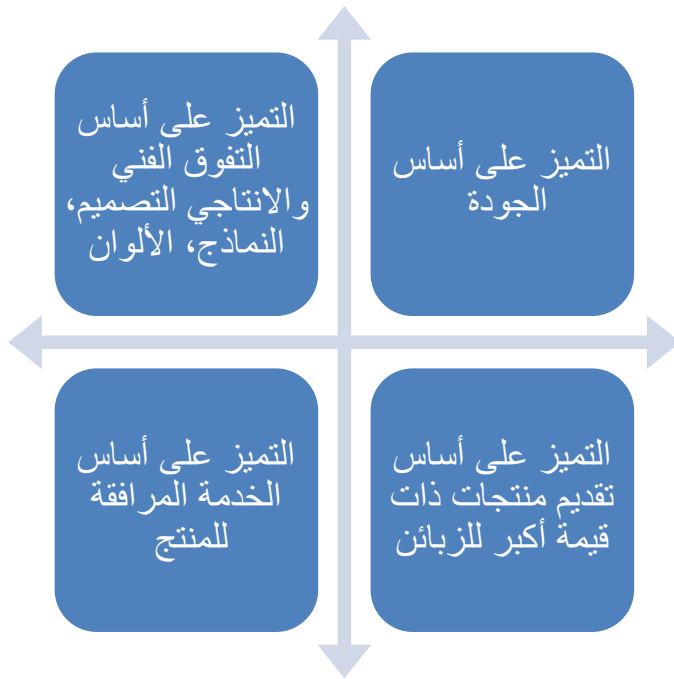 التميز على أساس
الجودة
التميز على أساس
التفوق الفني
والانتاجي التصميم،
النماذج، الألوان
التميز على أساس
تقديم منتجات ذات
قيمة أكبر للزبائن
التميز على أساس
الخدمة المرافقة
للمنتج